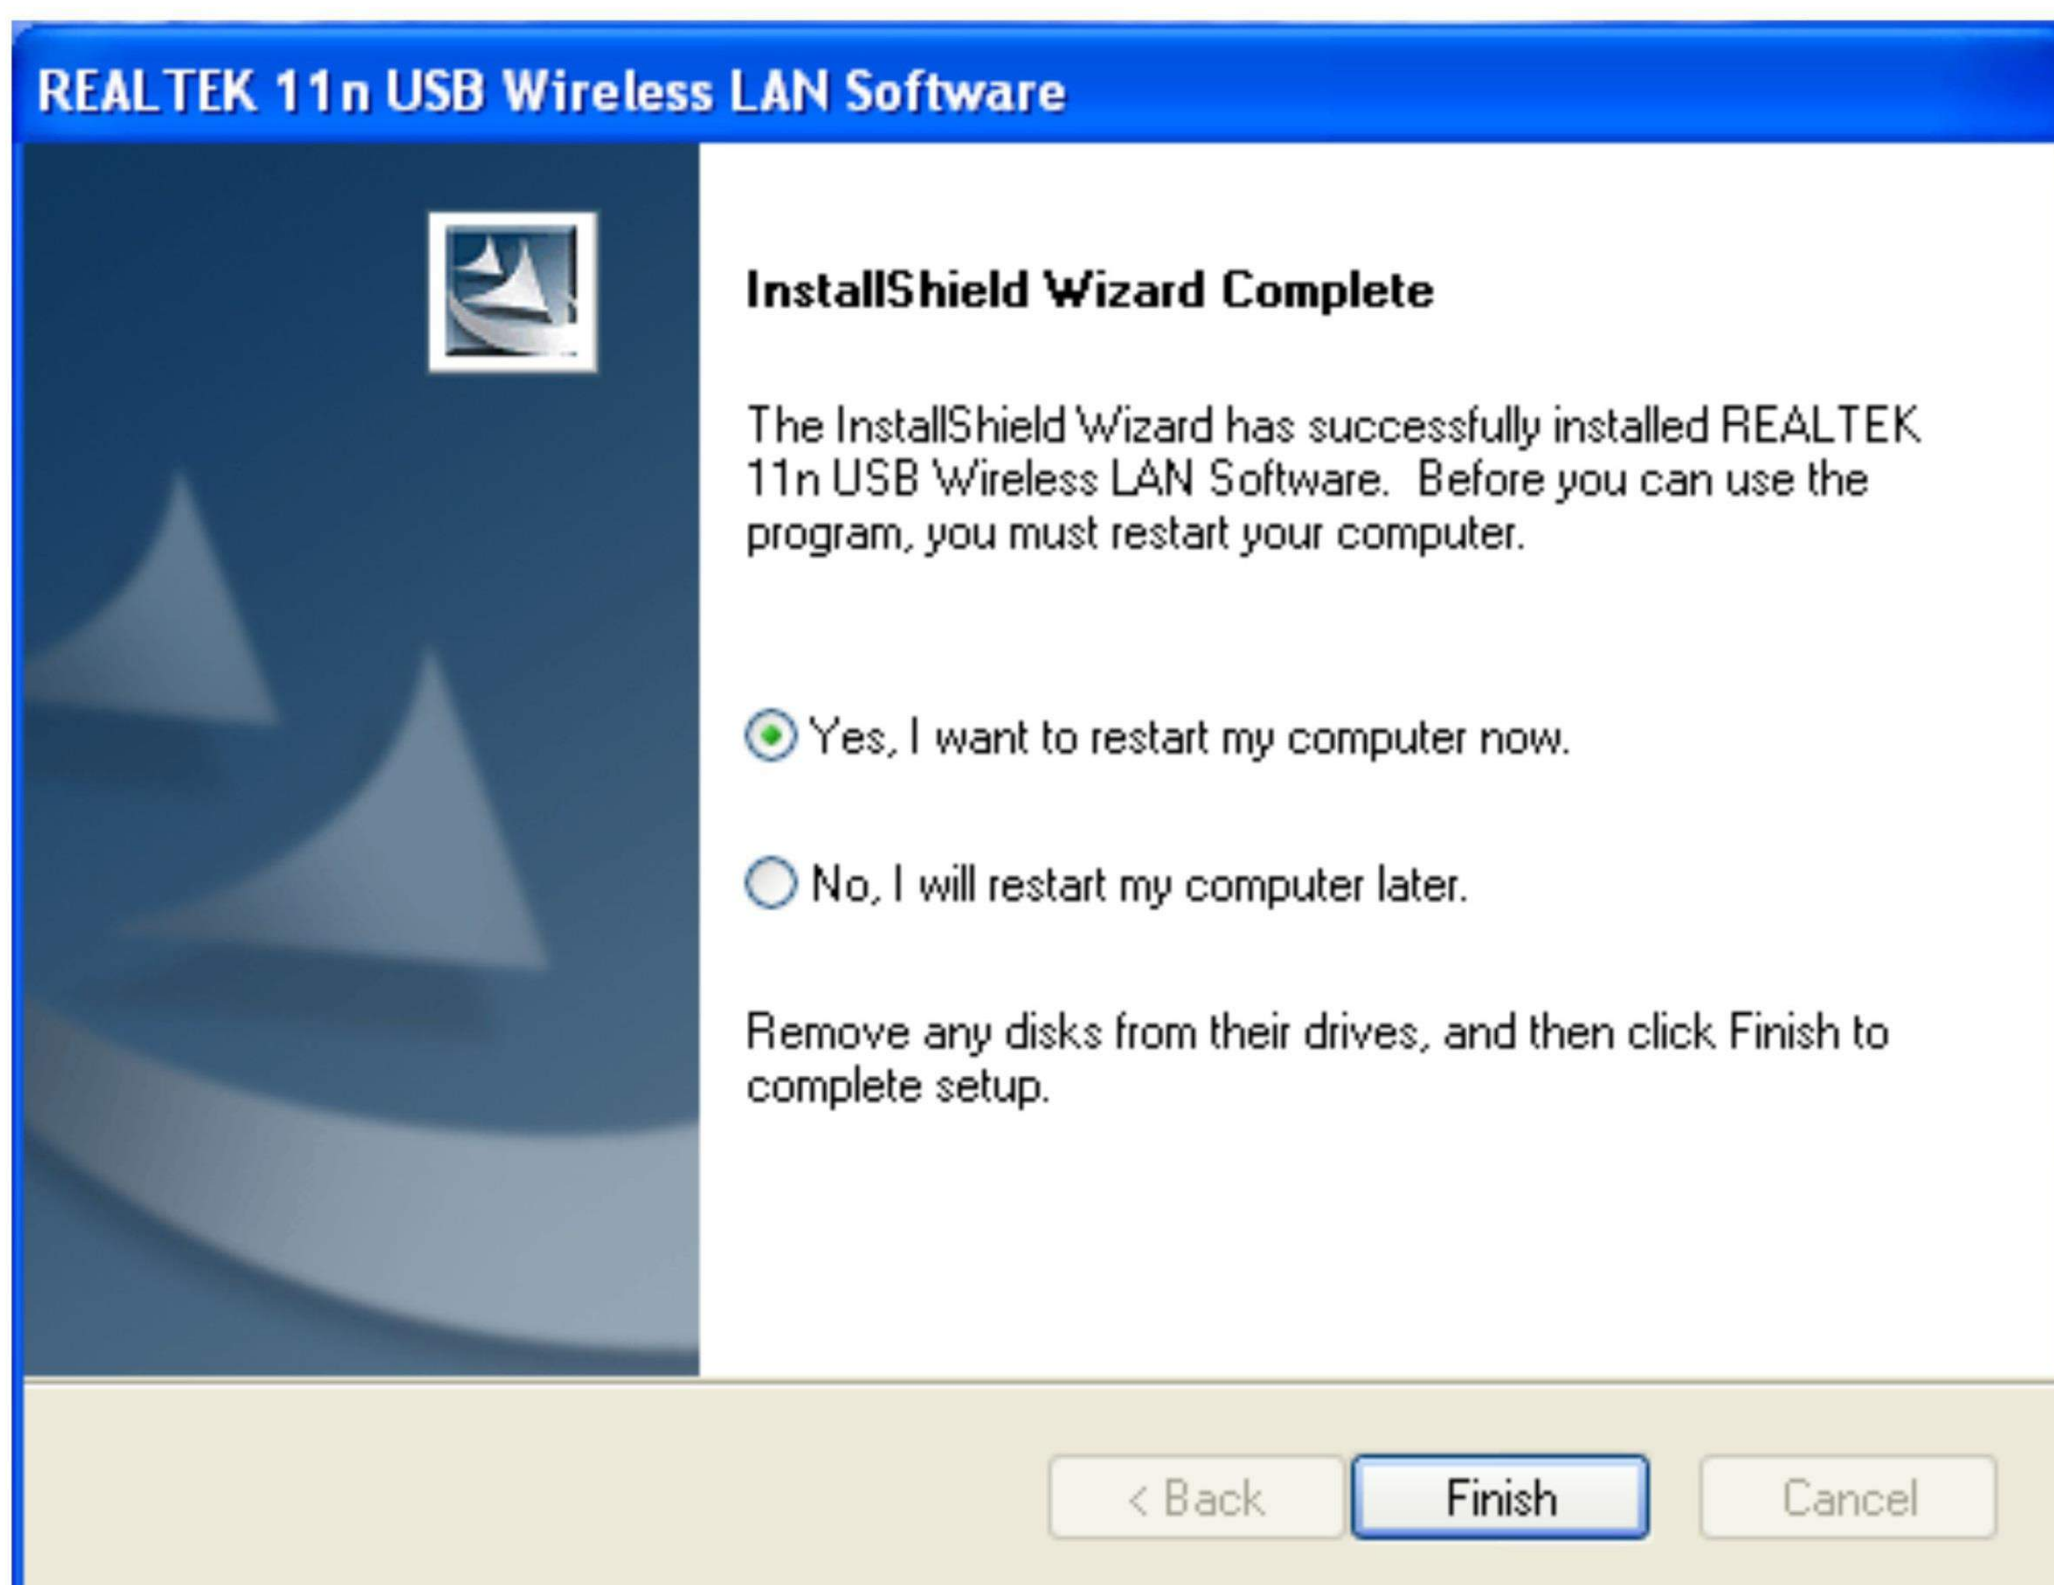 REALTEK 11n USB Wireless LAN Software
InstallShield Wizard Complete
The InstallShield Wizard has successfully installed REALTEK
11n USB Wireless LAN Software. Before you can use the
program, you must restart your computer.
Yes, I want to restart my computer now.
No, I will restart my computer later.
Remove any disks from their drives, and then click Finish to
complete setup.
< Back
Finish
Cancel